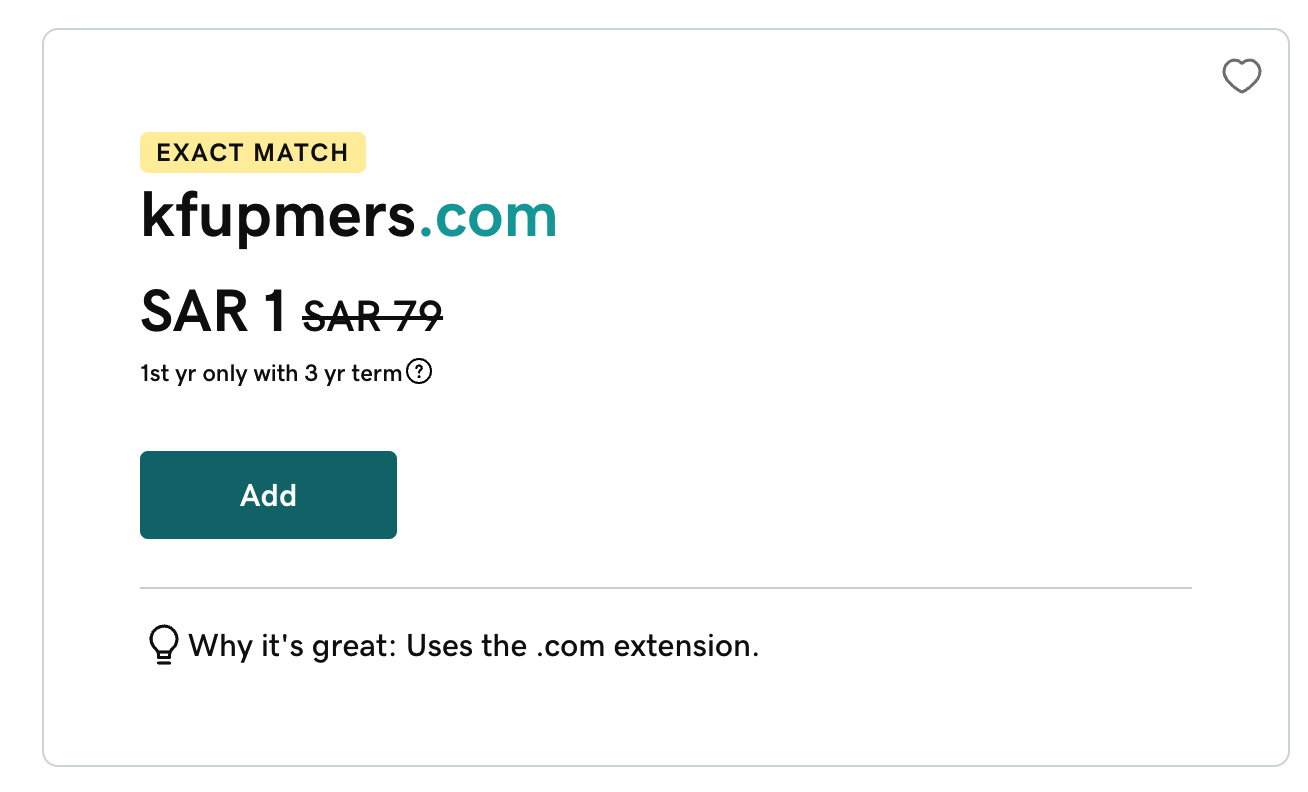 EXACT MATCH
kfupmers.com
SAR 1 SAR 79
1st yr only with 3 yr term ?
Add
Why it's great: Uses the .com extension.